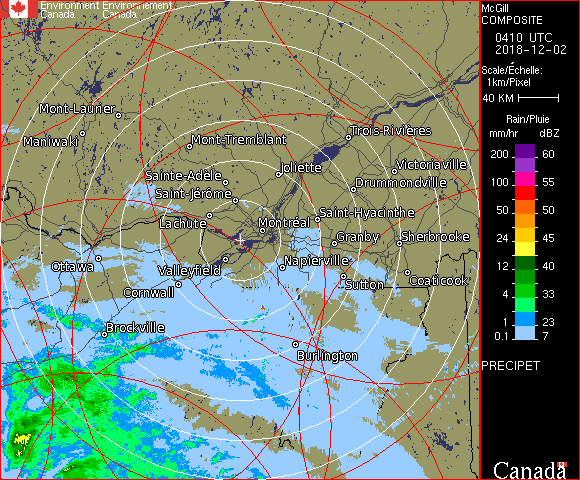 Environment Environnement
Canada Canada
McGill
COMPOSITE
0410 UTC
2018-12-02
Scale/Échelle:
1km/Pixel
40 KM
Rain/Pluie
mm/hr dBZ
200 60
100 55
50 50
24 45
12 40
4 33
2 23
0.1 7
PRECIPET
Canada
Mont-Laurier
Maniwaki
Mont-Tremblant
Trois-Rivières
Joliette
Victoriaville
Sainte-Adèle
Drummondville
Saint-Jérôme
Lachute
Saint-Hyacinthe
Montréal
Granby
Sherbrooke
Ottawa
Valleyfield
Napierville
Cornwall
Sutton
Coaticook
Brockville
Burlington